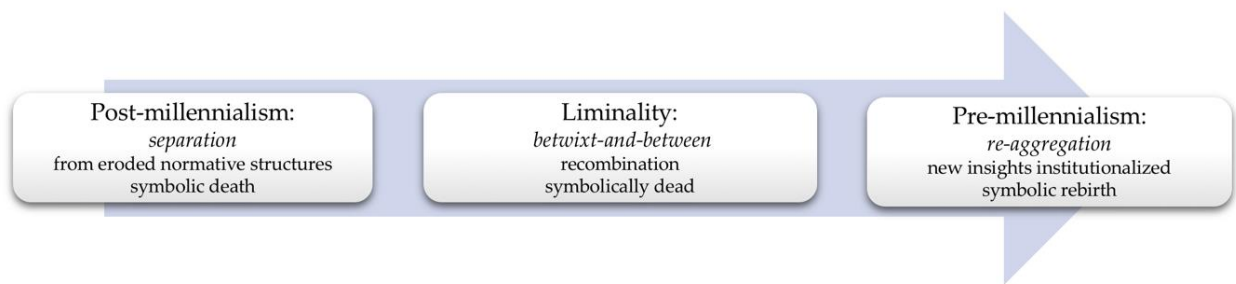 Post-millennialism:
separation
from eroded normative structures
symbolic death
Liminality:
betwixt-and-between
recombination
symbolically dead
Pre-millennialism:
re-aggregation
new insights institutionalized
symbolic rebirth